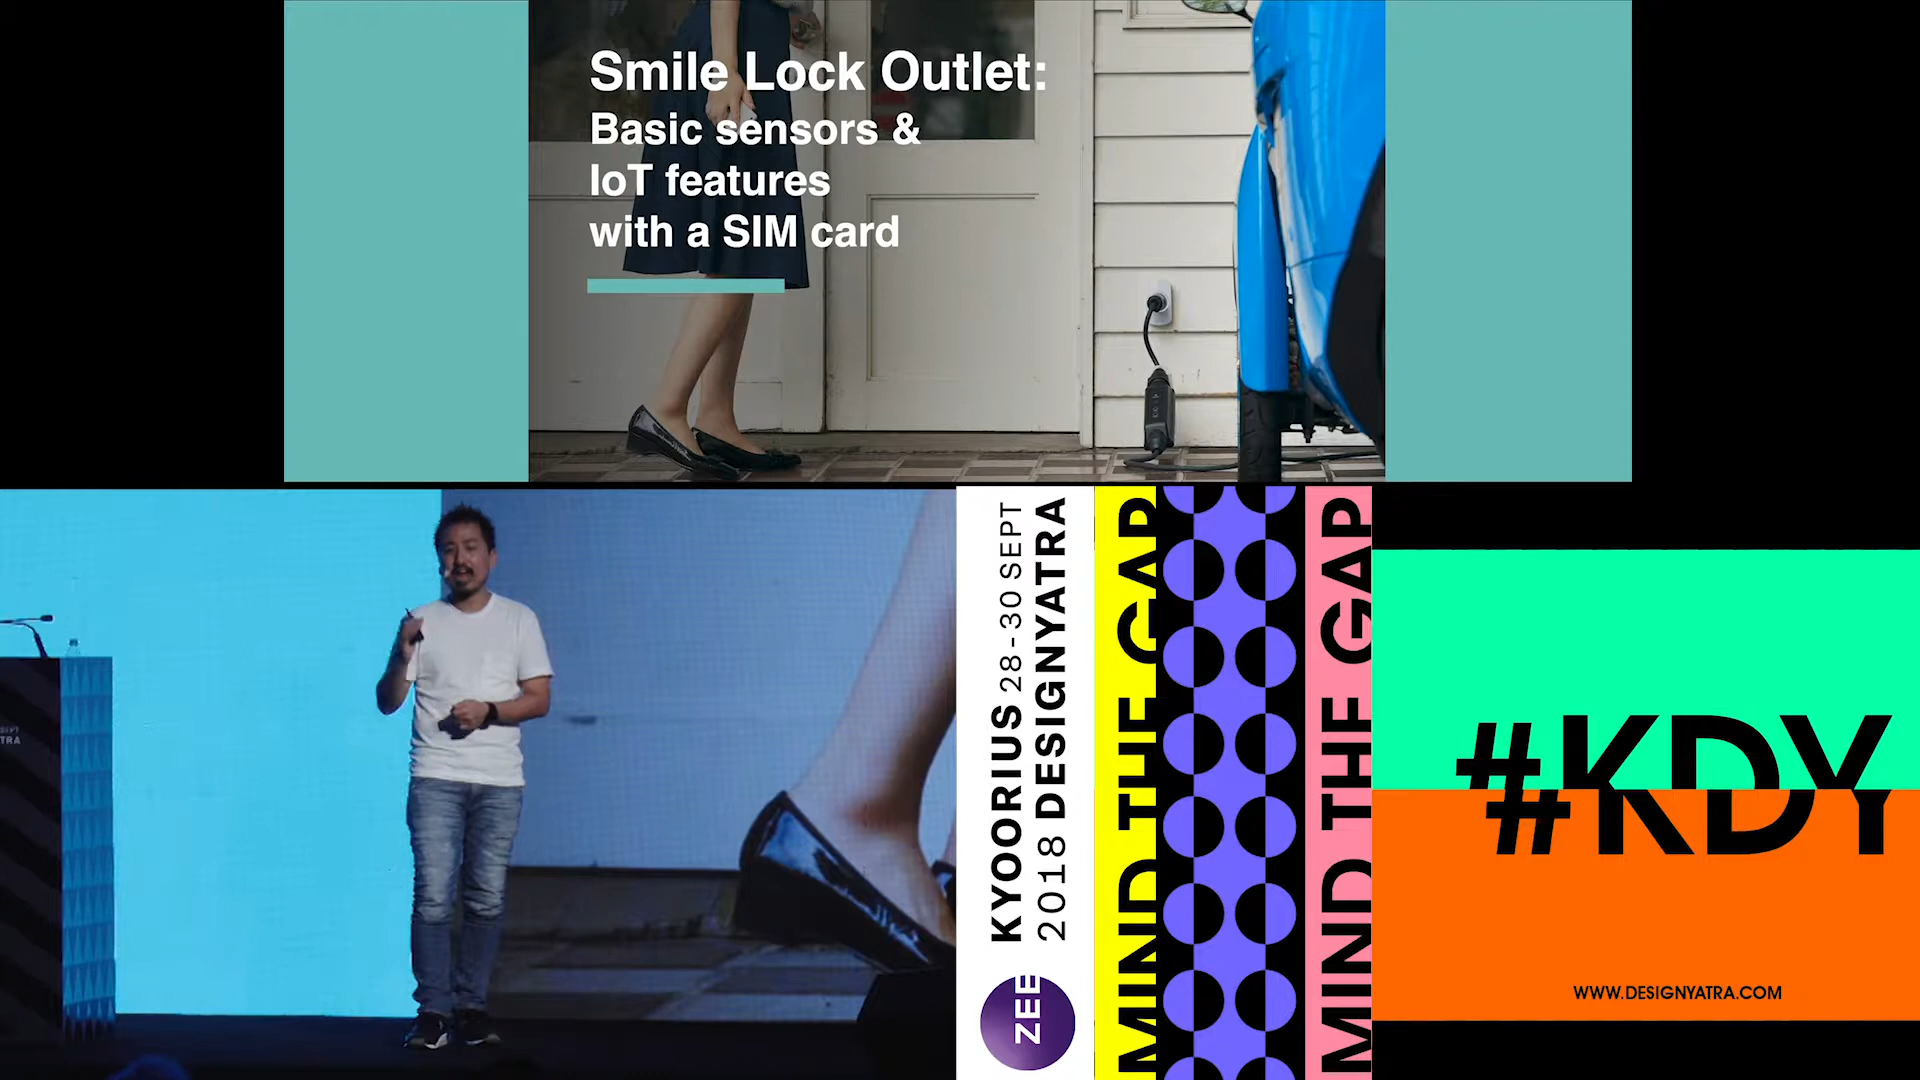 Smile Lock Outlet:
Basic sensors &
IoT features
with a SIM card
KYOORIUS 28-30 SEPT
2018 DESIGNYATRA
ZEE
MIND THE GAP
MIND THE GAP
#KDY
WWW.DESIGNYATRA.COM
TRA